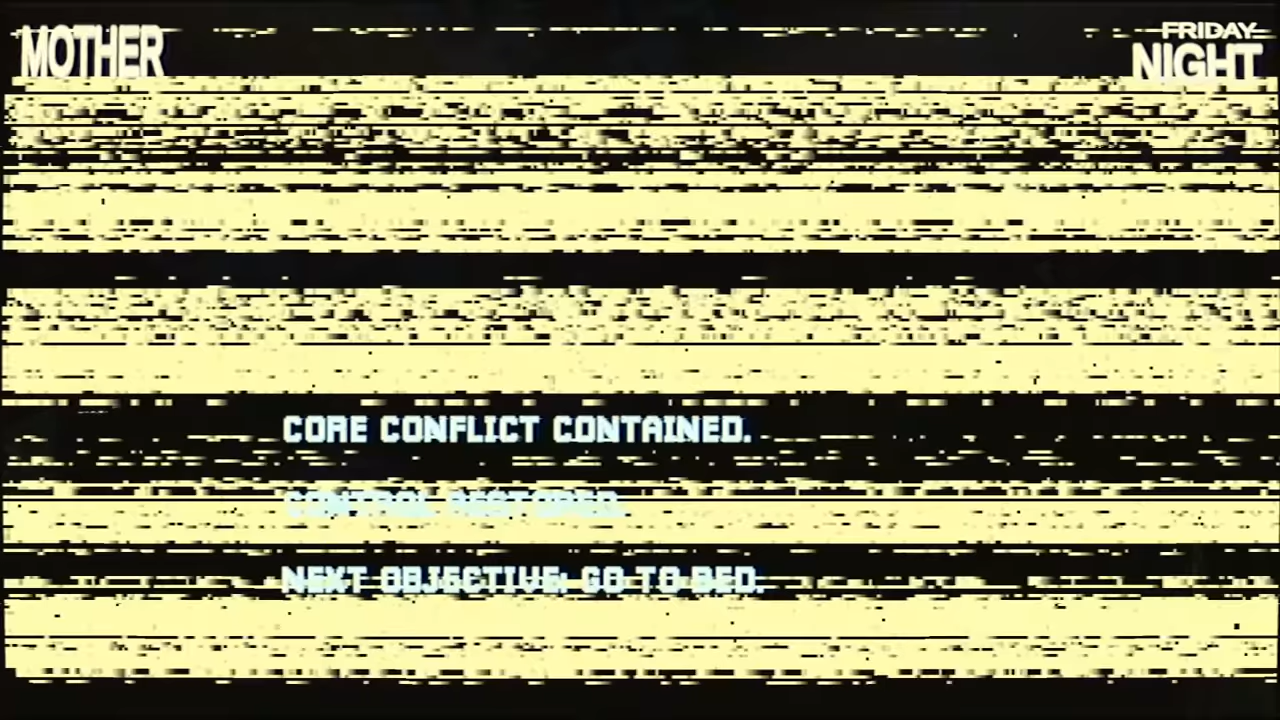 MOTHER
FRIDAY
NIGHT
CORE CONFLICT CONTAINED.
CONTROL RESTORED.
NEXT OBJECTIVE: GO TO BED.